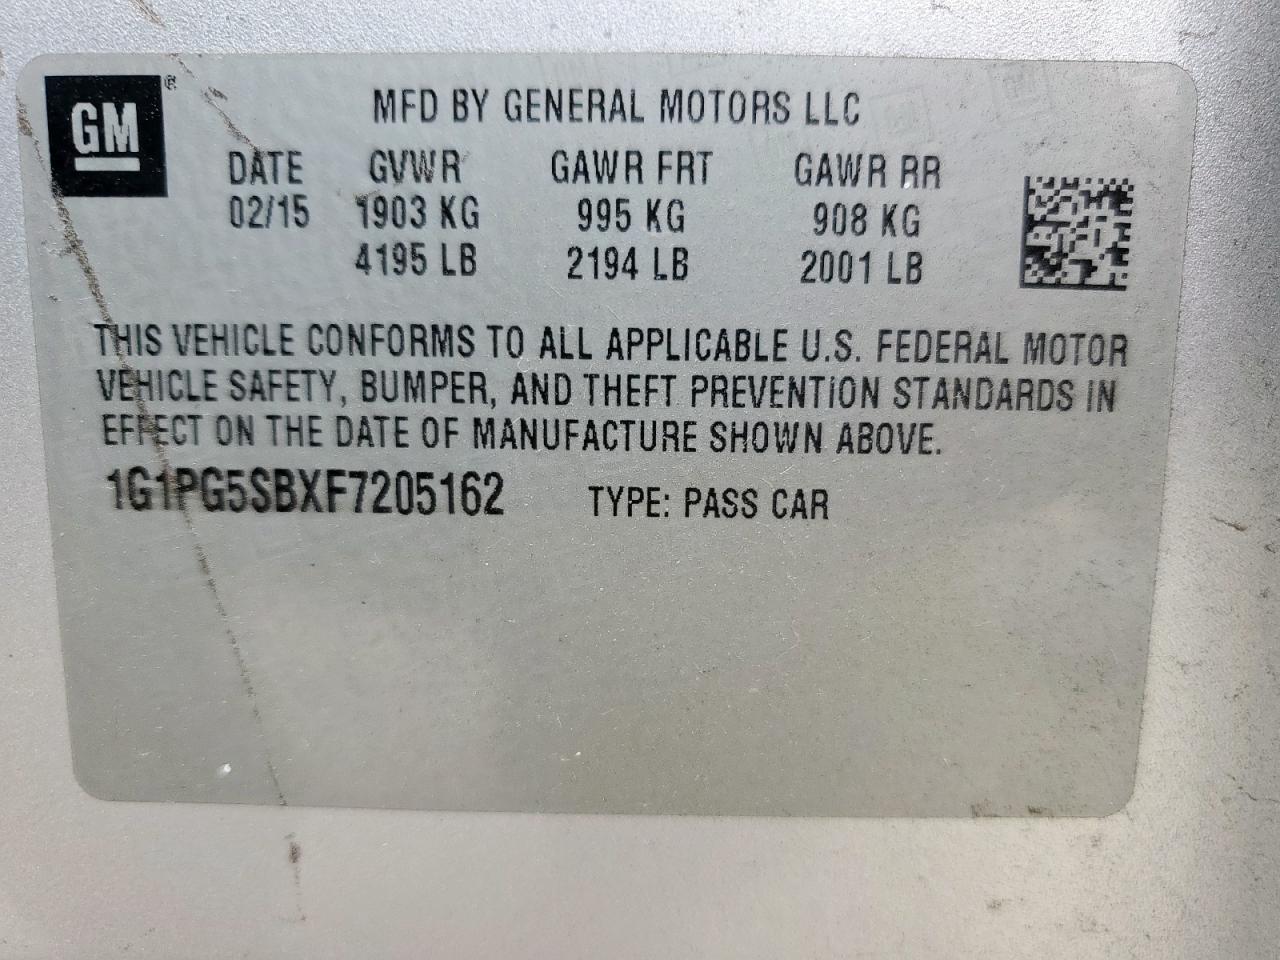 GM®
MFD BY GENERAL MOTORS LLC
DATE GVWR GAWR FRT GAWR RR
02/15 1903 KG 995 KG 908 KG
4195 LB 2194 LB 2001 LB
THIS VEHICLE CONFORMS TO ALL APPLICABLE U.S. FEDERAL MOTOR
VEHICLE SAFETY, BUMPER, AND THEFT PREVENTION STANDARDS IN
EFFECT ON THE DATE OF MANUFACTURE SHOWN ABOVE.
1G1PG5SBXF7205162 TYPE: PASS CAR